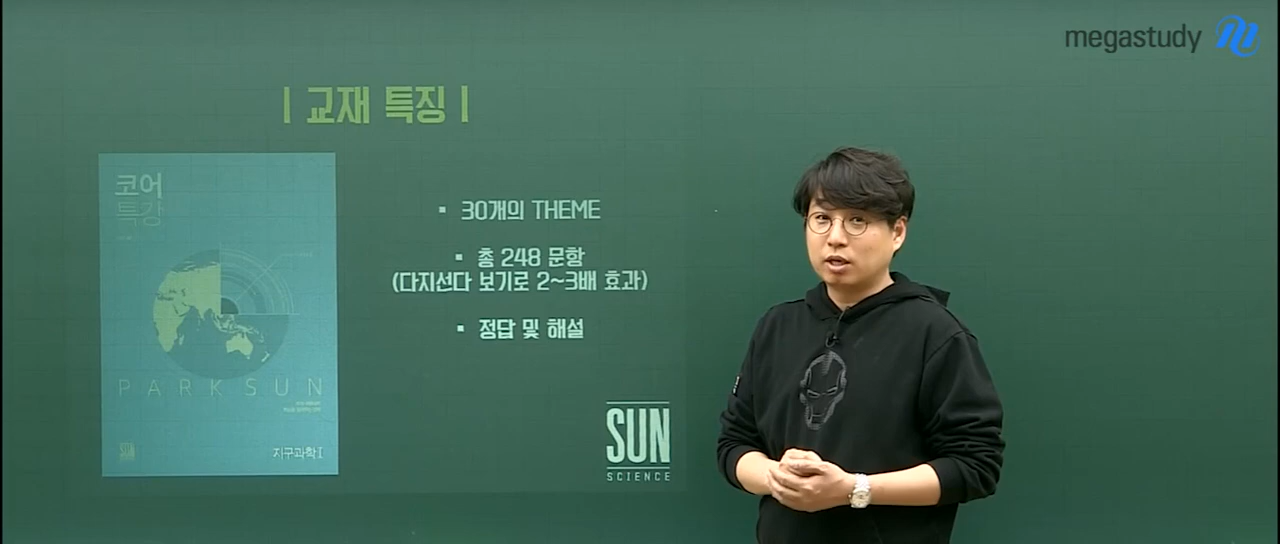 megastudy
| 교재 특징 |
코어
특강
PARK SUN
지구과학 I
▪ 30개의 THEME
▪ 총 248 문항
(다지선다 보기로 2~3배 효과)
▪ 정답 및 해설
SUN
SCIENCE